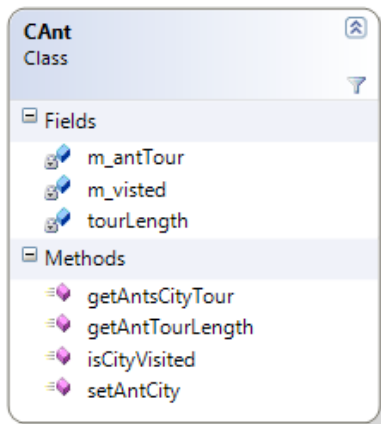 CAnt
Class
Fields
m_antTour
m_visted
tourLength
Methods
getAntsCityTour
getAntTourLength
isCityVisited
setAntCity